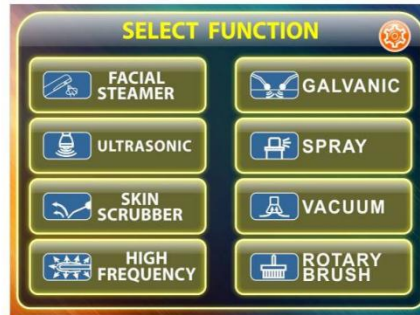 SELECT FUNCTION
FACIAL
STEAMER
GALVANIC
ULTRASONIC
SPRAY
SKIN
SCRUBBER
VACUUM
HIGH
FREQUENCY
ROTARY
BRUSH